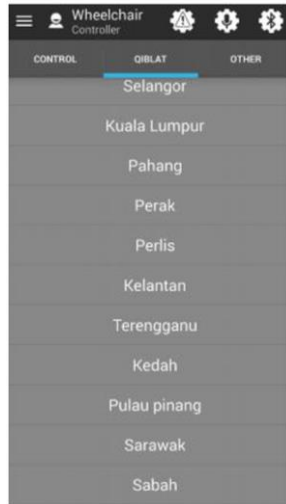 Wheelchair
Controller
CONTROL
QIBLAT
OTHER
Selangor
Kuala Lumpur
Pahang
Perak
Perlis
Kelantan
Terengganu
Kedah
Pulau pinang
Sarawak
Sabah